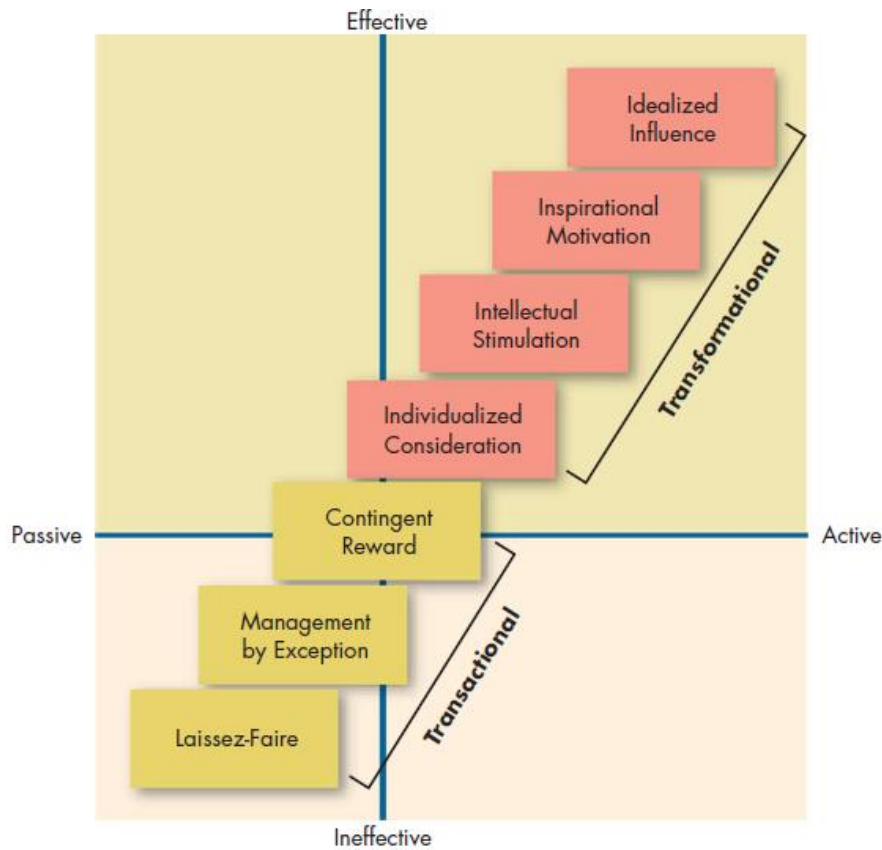 Effective
Idealized
Influence
Inspirational
Motivation
Intellectual
Stimulation
Transformational
Individualized
Consideration
Contingent
Reward
Passive
Active
Management
by Exception
Transactional
Laissez-Faire
Ineffective